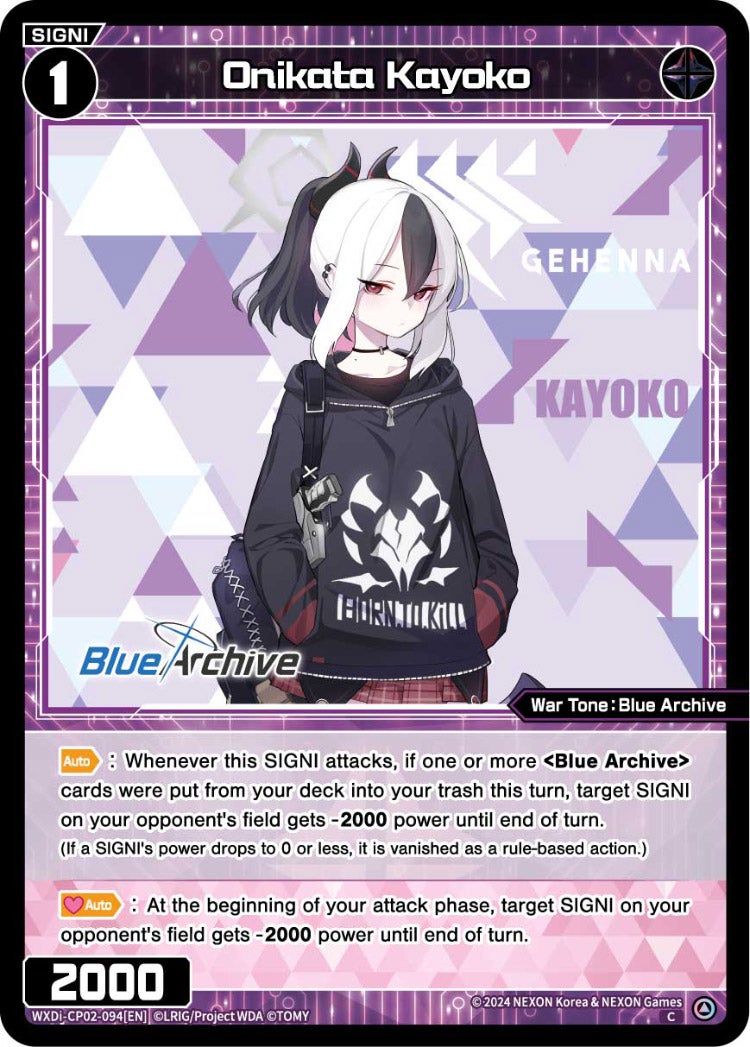 SIGNI
1
Onikata Kayoko
GEHENNA
KAYOKO
BORN TO KILL
Blue Archive
War Tone:Blue Archive
Auto : Whenever this SIGNI attacks, if one or more <Blue Archive>
cards were put from your deck into your trash this turn, target SIGNI
on your opponent's field gets -2000 power until end of turn.
(If a SIGNI's power drops to 0 or less, it is vanished as a rule-based action.)
Auto : At the beginning of your attack phase, target SIGNI on your
opponent's field gets -2000 power until end of turn.
2000
©2024 NEXON Korea & NEXON Games
WXDi-CP02-094[EN] ©LRIG/Project WDA ©TOMY
C